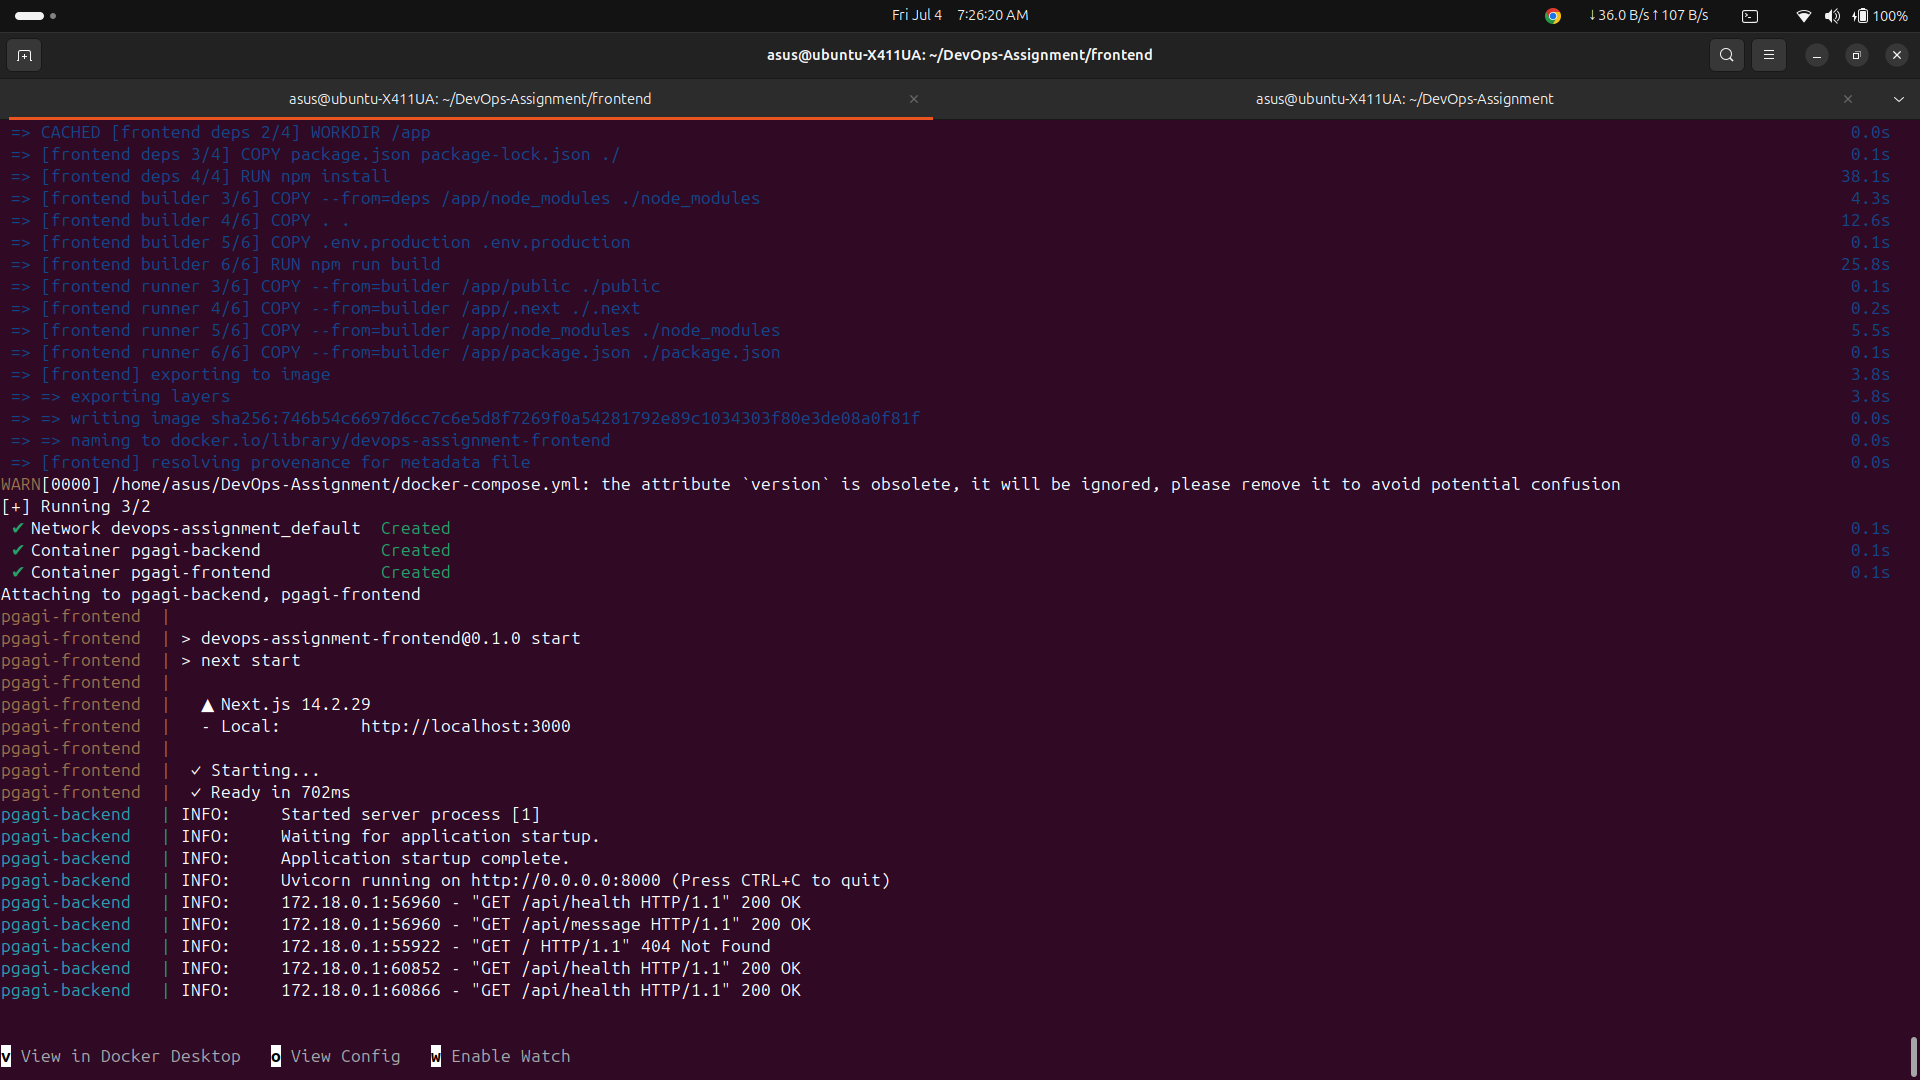 Fri Jul 4 7:26:20 AM
↓36.0 B/s↑107 B/s
100%
asus@ubuntu-X411UA: ~/DevOps-Assignment/frontend
asus@ubuntu-X411UA: ~/DevOps-Assignment/frontend
asus@ubuntu-X411UA: ~/DevOps-Assignment
=> CACHED [frontend deps 2/4] WORKDIR /app 0.0s
=> [frontend deps 3/4] COPY package.json package-lock.json ./ 0.1s
=> [frontend deps 4/4] RUN npm install 38.1s
=> [frontend builder 3/6] COPY --from=deps /app/node_modules ./node_modules 4.3s
=> [frontend builder 4/6] COPY . . 12.6s
=> [frontend builder 5/6] COPY .env.production .env.production 0.1s
=> [frontend builder 6/6] RUN npm run build 25.8s
=> [frontend runner 3/6] COPY --from=builder /app/public ./public 0.1s
=> [frontend runner 4/6] COPY --from=builder /app/.next ./.next 0.2s
=> [frontend runner 5/6] COPY --from=builder /app/node_modules ./node_modules 5.5s
=> [frontend runner 6/6] COPY --from=builder /app/package.json ./package.json 0.1s
=> [frontend] exporting to image 3.8s
=> => exporting layers 3.8s
=> => writing image sha256:746b54c6697d6cc7c6e5d8f7269f0a54281792e89c1034303f80e3de08a0f81f 0.0s
=> => naming to docker.io/library/devops-assignment-frontend 0.0s
=> [frontend] resolving provenance for metadata file 0.0s
WARN[0000] /home/asus/DevOps-Assignment/docker-compose.yml: the attribute `version` is obsolete, it will be ignored, please remove it to avoid potential confusion
[+] Running 3/2
✔ Network devops-assignment_default Created 0.1s
✔ Container pgagi-backend Created 0.1s
✔ Container pgagi-frontend Created 0.1s
Attaching to pgagi-backend, pgagi-frontend
pgagi-frontend |
pgagi-frontend | > devops-assignment-frontend@0.1.0 start
pgagi-frontend | > next start
pgagi-frontend |
pgagi-frontend | ▲ Next.js 14.2.29
pgagi-frontend | - Local: http://localhost:3000
pgagi-frontend |
pgagi-frontend | ✓ Starting...
pgagi-frontend | ✓ Ready in 702ms
pgagi-backend | INFO: Started server process [1]
pgagi-backend | INFO: Waiting for application startup.
pgagi-backend | INFO: Application startup complete.
pgagi-backend | INFO: Uvicorn running on http://0.0.0.0:8000 (Press CTRL+C to quit)
pgagi-backend | INFO: 172.18.0.1:56960 - "GET /api/health HTTP/1.1" 200 OK
pgagi-backend | INFO: 172.18.0.1:56960 - "GET /api/message HTTP/1.1" 200 OK
pgagi-backend | INFO: 172.18.0.1:55922 - "GET / HTTP/1.1" 404 Not Found
pgagi-backend | INFO: 172.18.0.1:60852 - "GET /api/health HTTP/1.1" 200 OK
pgagi-backend | INFO: 172.18.0.1:60866 - "GET /api/health HTTP/1.1" 200 OK
v View in Docker Desktop o View Config w Enable Watch